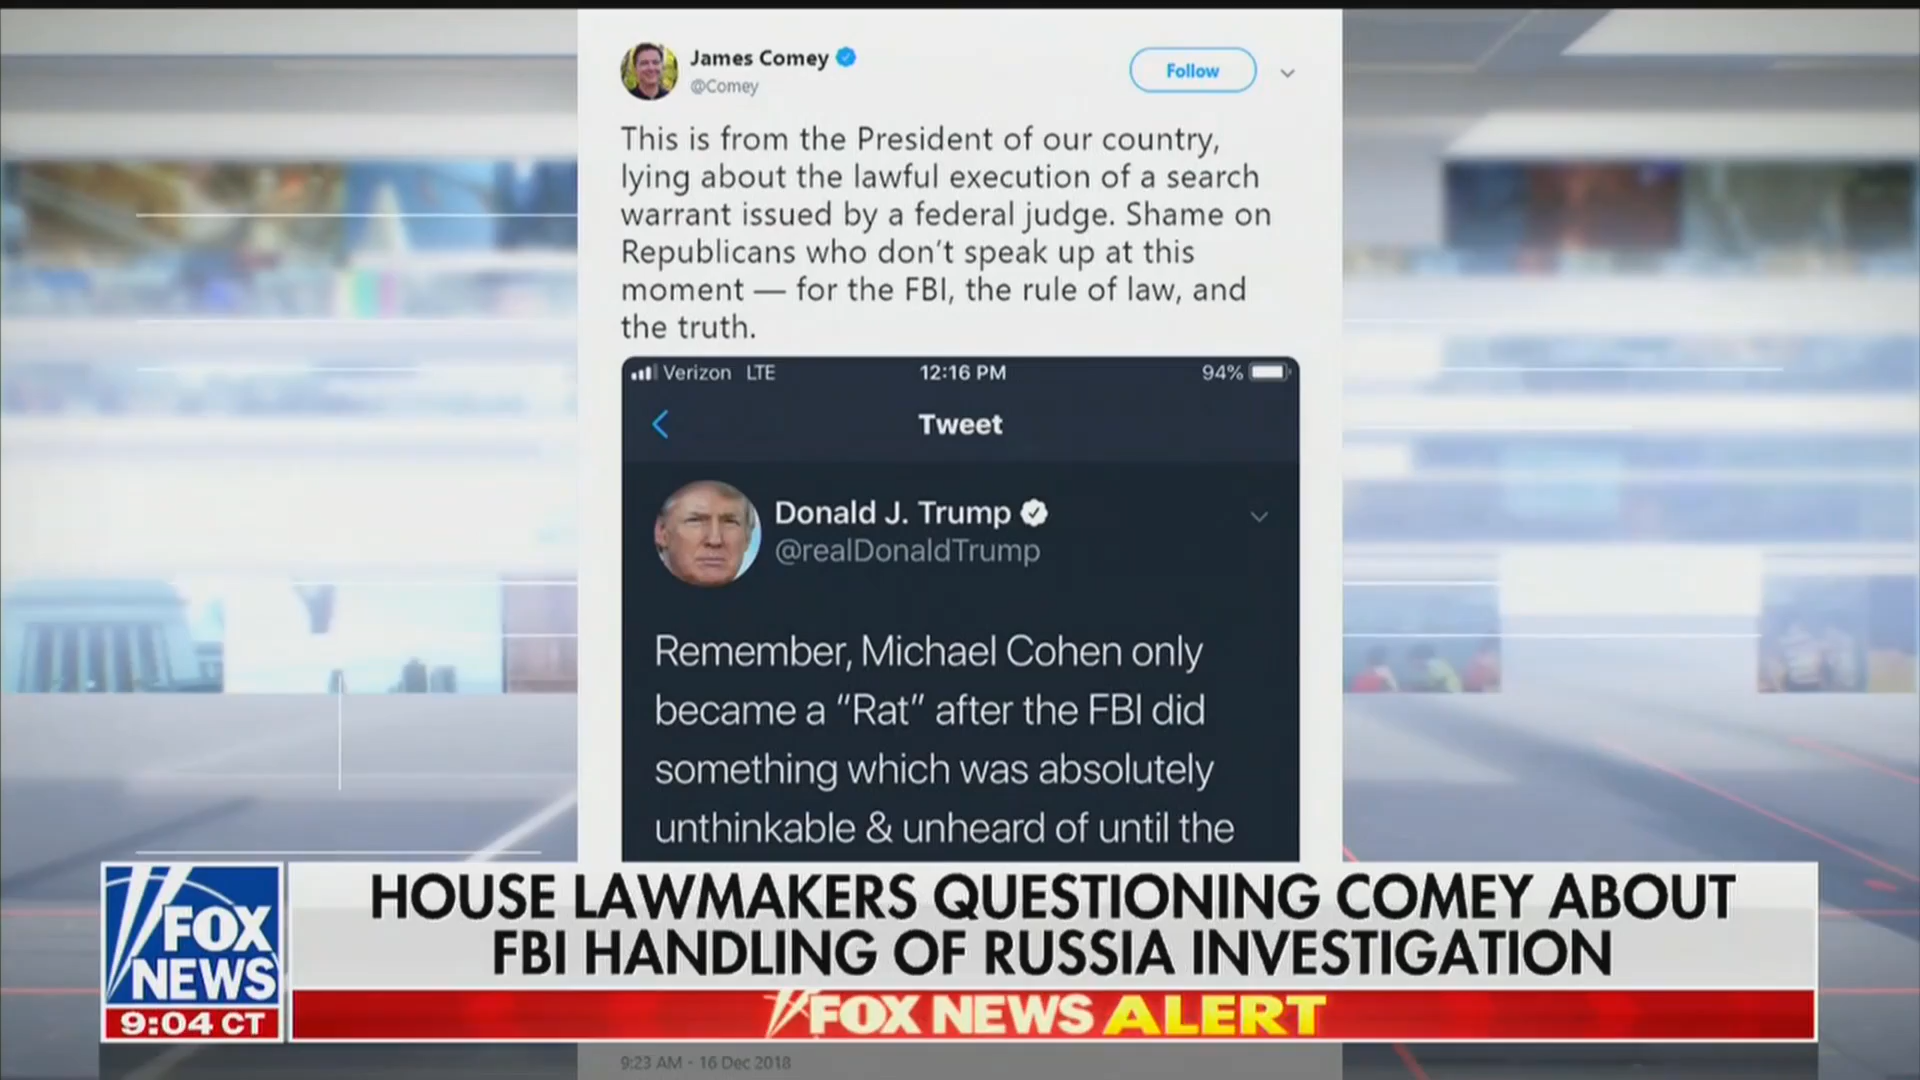 James Comey
@Comey
Follow
This is from the President of our country,
lying about the lawful execution of a search
warrant issued by a federal judge. Shame on
Republicans who don’t speak up at this
moment — for the FBI, the rule of law, and
the truth.
Verizon LTE 12:16 PM 94%
Tweet
Donald J. Trump
@realDonaldTrump
Remember, Michael Cohen only
became a “Rat” after the FBI did
something which was absolutely
unthinkable & unheard of until the
HOUSE LAWMAKERS QUESTIONING COMEY ABOUT
FBI HANDLING OF RUSSIA INVESTIGATION
FOX
NEWS
9:04 CT
FOX NEWS ALERT
9:23 AM - 16 Dec 2018